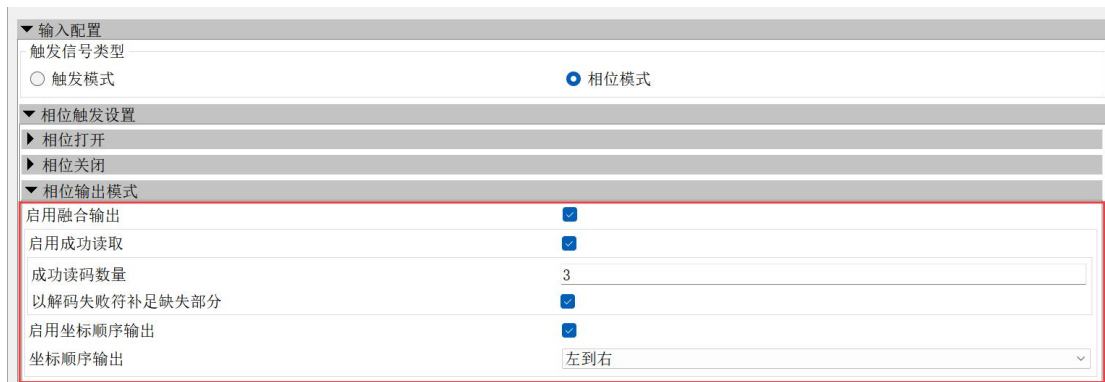 输入配置
触发信号类型
触发模式 相位模式
相位触发设置
相位打开
相位关闭
相位输出模式
启用融合输出
启用成功读取
成功读码数量 3
以解码失败符补足缺失部分
启用坐标顺序输出
坐标顺序输出 左到右